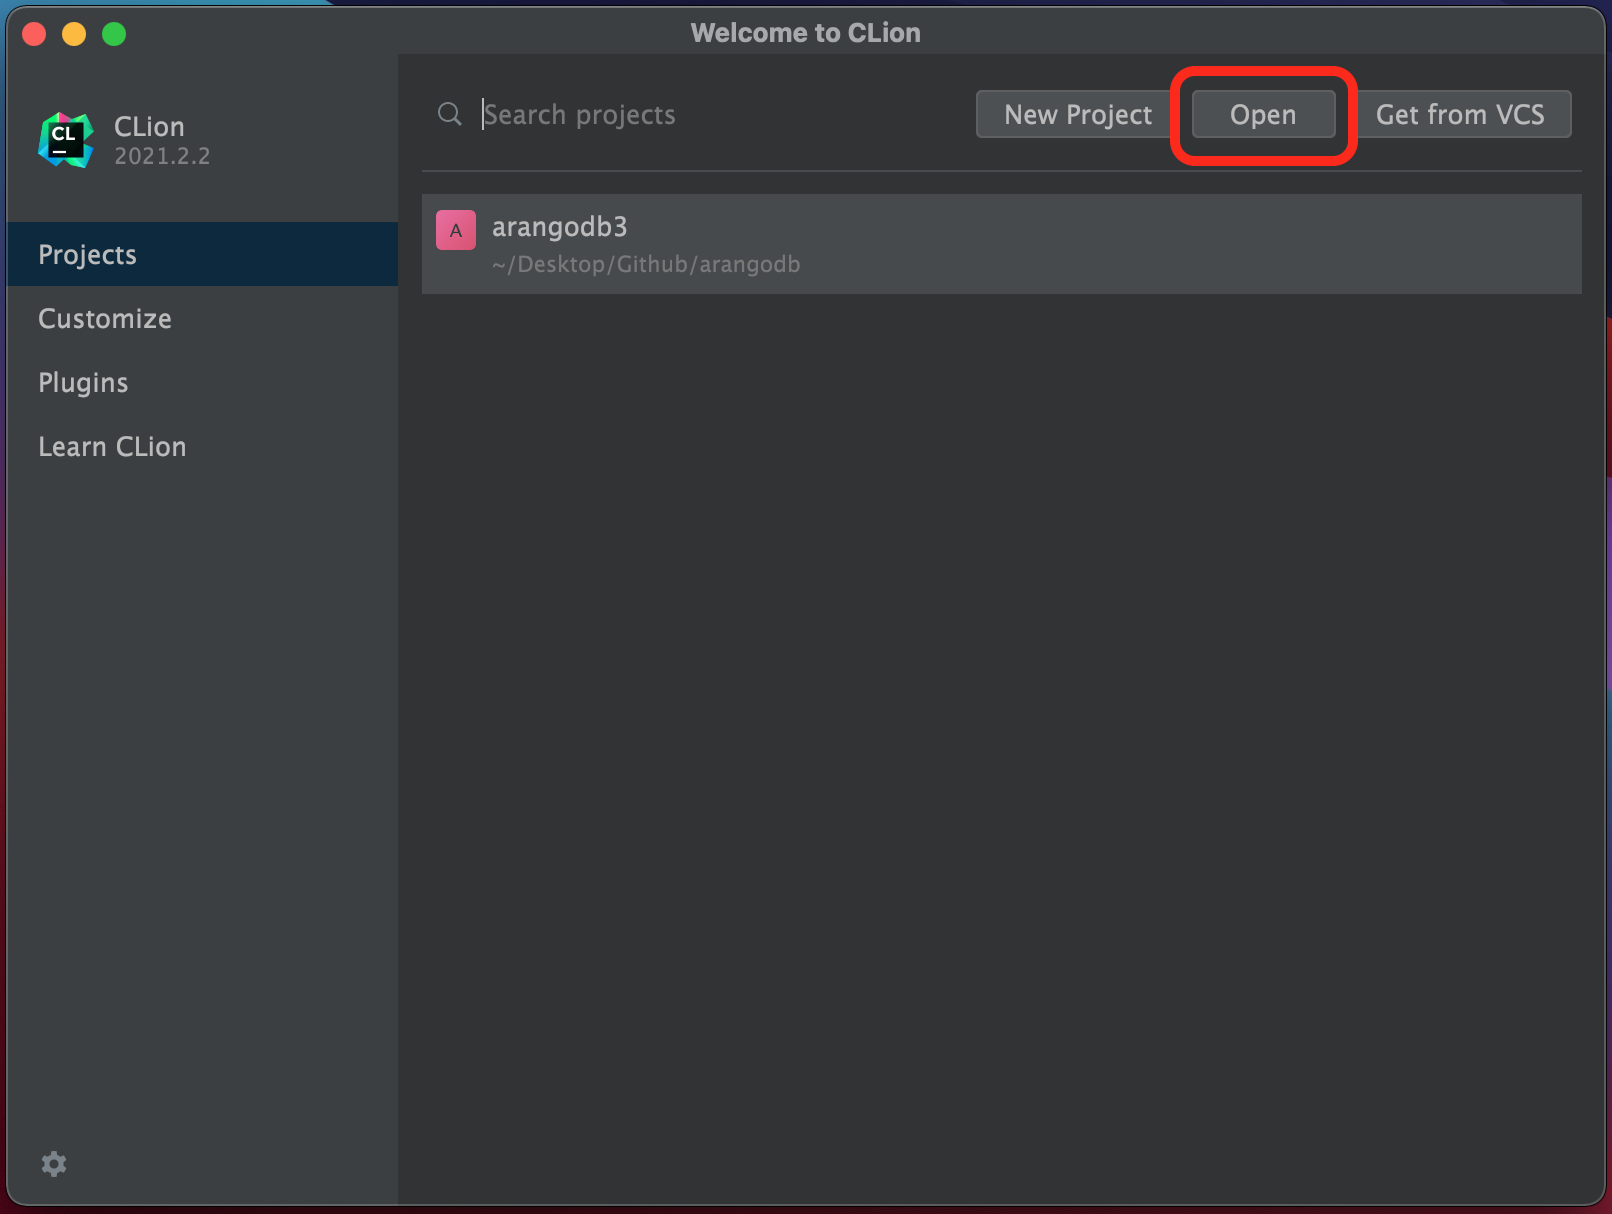 Welcome to CLion
CL
CLion
2021.2.2
Search projects
New Project
Open
Get from VCS
Projects
Customize
Plugins
Learn CLion
A
arangodb3
~/Desktop/Github/arangodb